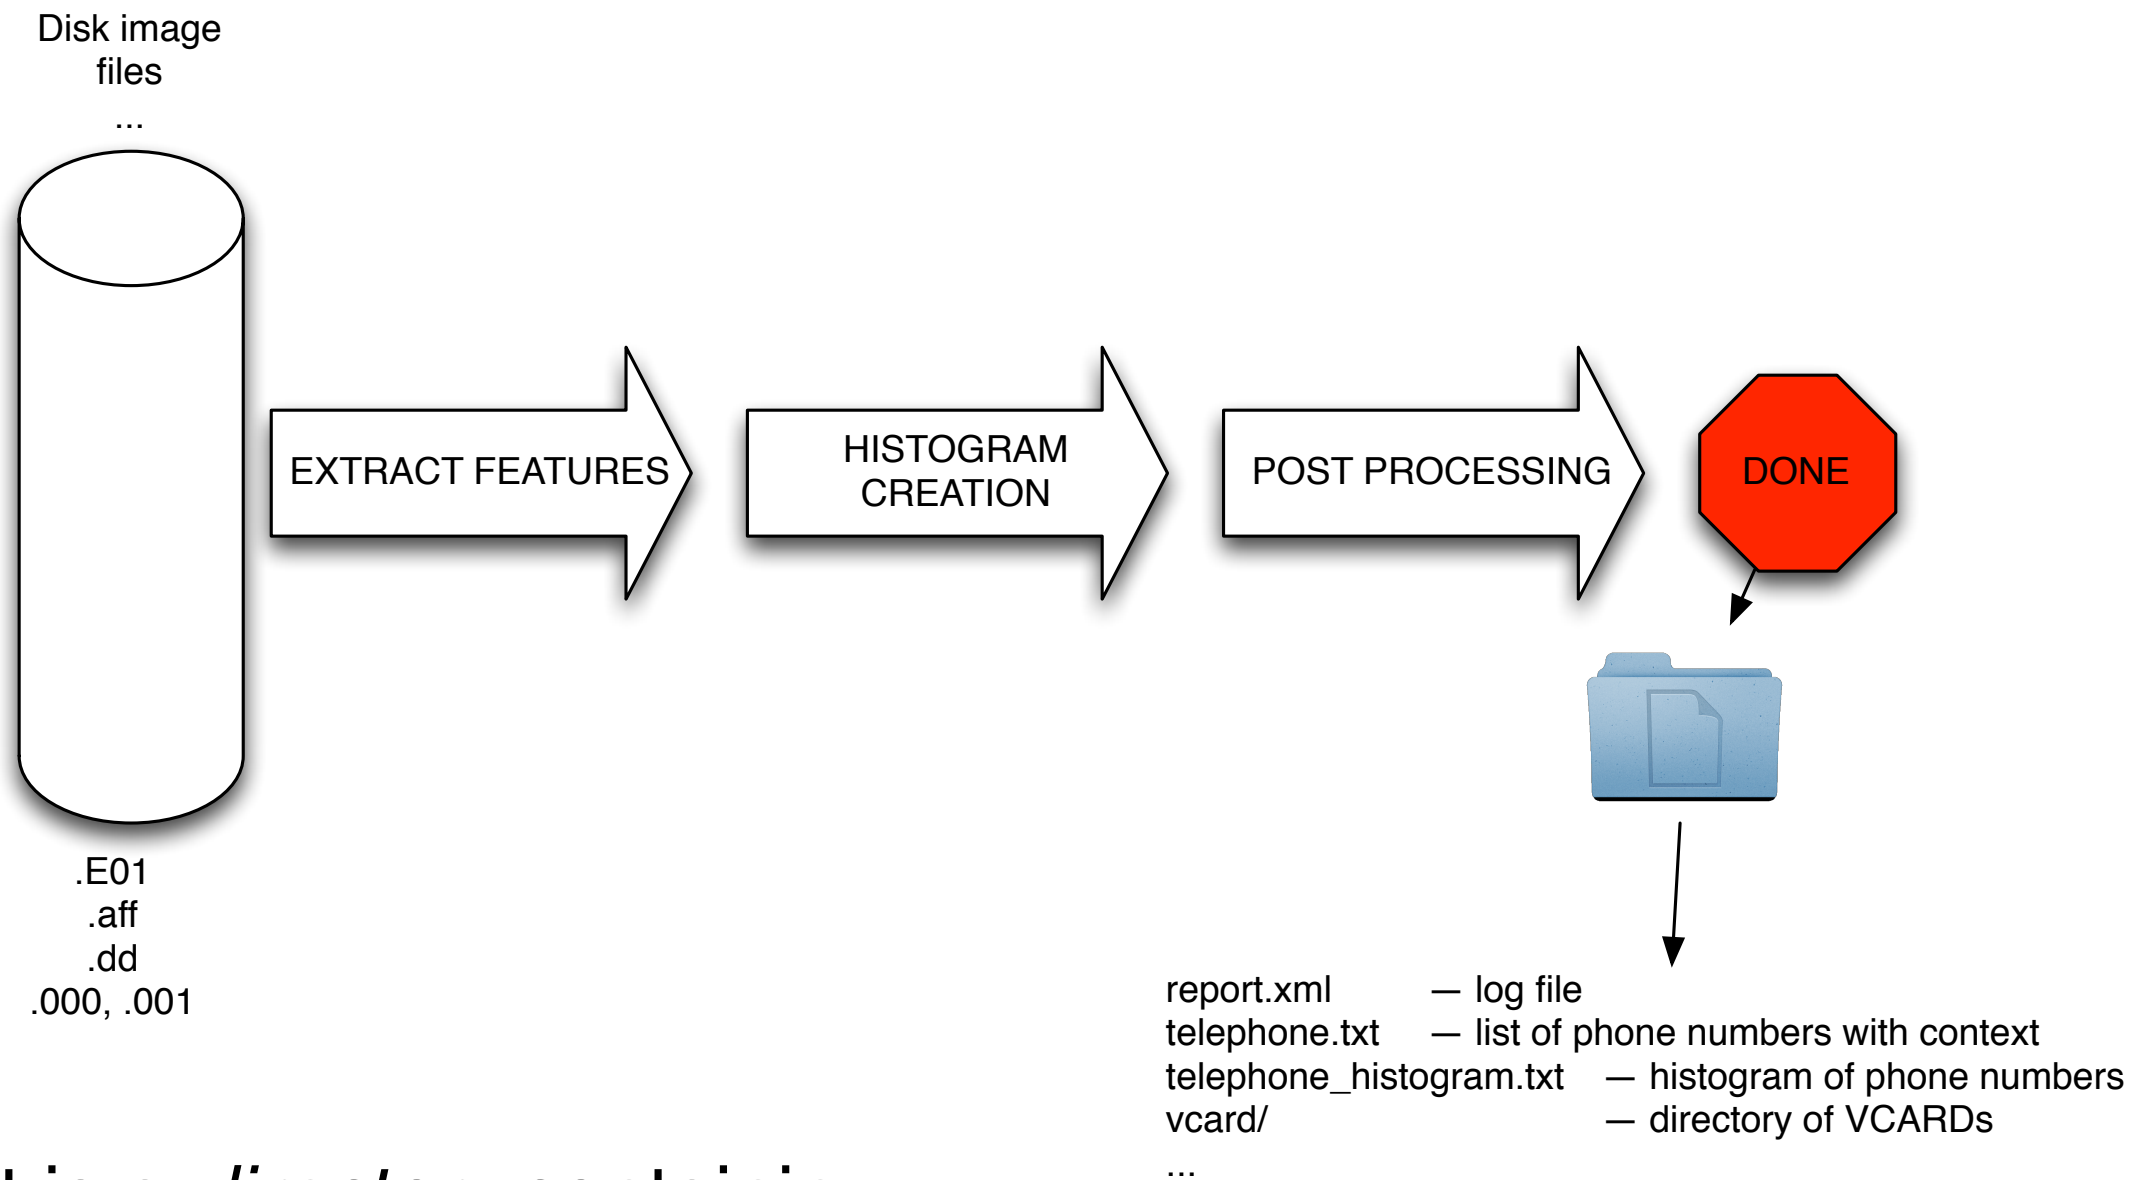 Disk image
files
...
EXTRACT FEATURES
HISTOGRAM
CREATION
POST PROCESSING
DONE
.E01
.aff
.dd
.000, .001
report.xml — log file
telephone.txt — list of phone numbers with context
telephone_histogram.txt — histogram of phone numbers
vcard/ — directory of VCARDs
...